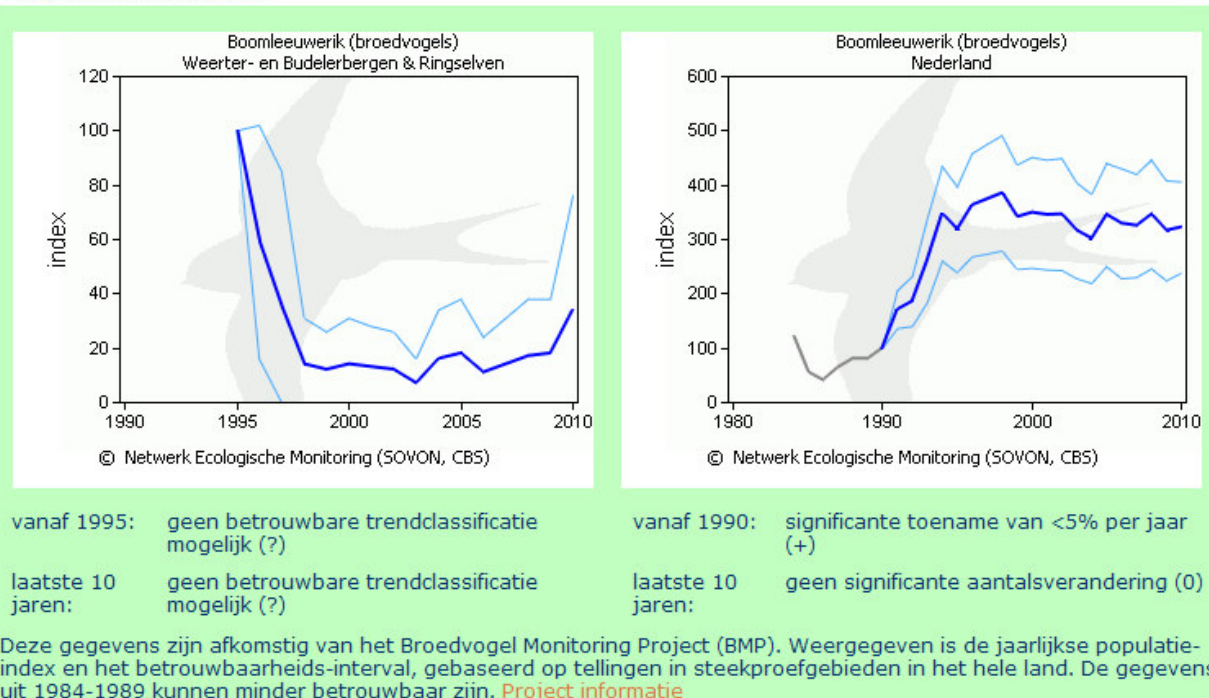 Boomleeuwerik (broedvogels)
Weerter- en Budelerbergen & Ringselven
120
100
80
60
40
20
0
index
1990
1995
2000
2005
2010
© Netwerk Ecologische Monitoring (SOVON, CBS)
Boomleeuwerik (broedvogels)
Nederland
600
500
400
300
200
100
0
index
1980
1990
2000
2010
© Netwerk Ecologische Monitoring (SOVON, CBS)
vanaf 1995: geen betrouwbare trendclassificatie
mogelijk (?)
laatste 10 geen betrouwbare trendclassificatie
jaren: mogelijk (?)
vanaf 1990: significante toename van <5% per jaar
(+)
laatste 10 geen significante aantalsverandering (0)
jaren:
Deze gegevens zijn afkomstig van het Broedvogel Monitoring Project (BMP). Weergegeven is de jaarlijkse populatie-
index en het betrouwbaarheids-interval, gebaseerd op tellingen in steekproefgebieden in het hele land. De gegevens
uit 1984-1989 kunnen minder betrouwbaar zijn. Project informatie